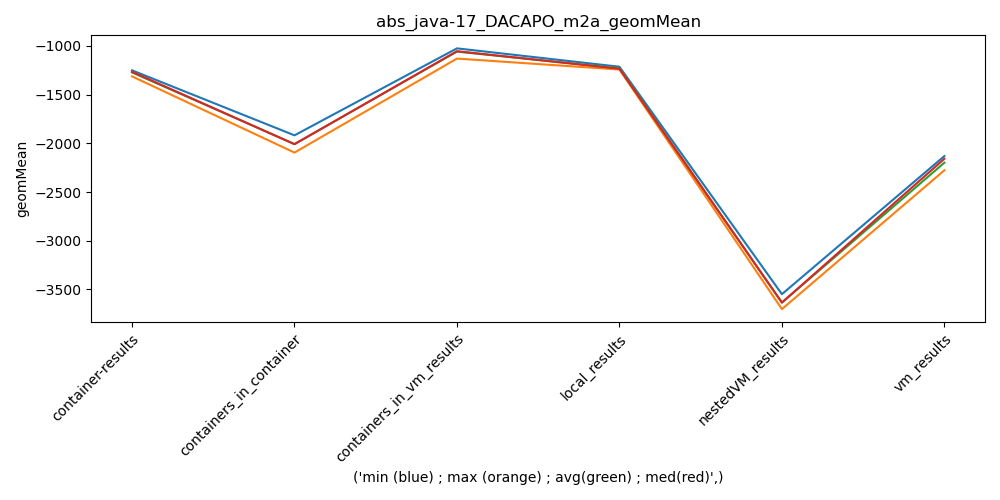 abs_java-17_DACAPO_m2a_geomMean
−1000
−1500
−2000
−2500
−3000
−3500
geomMean
container-results
containers_in_container
containers_in_vm_results
local_results
nestedVM_results
vm_results
('min (blue) ; max (orange) ; avg(green) ; med(red)',)